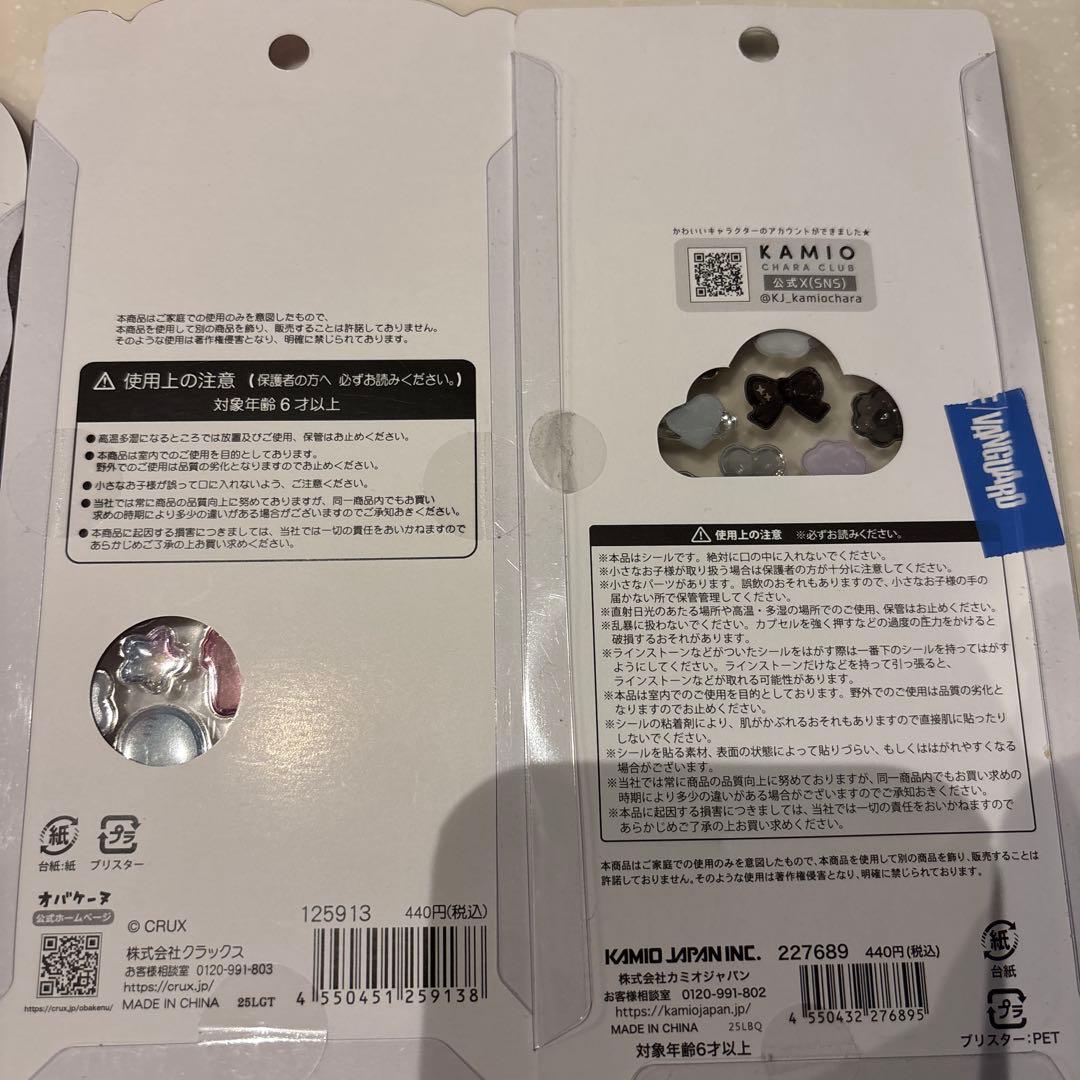 本商品はご家庭での使用のみを意図したもので、
本商品を使用して別の商品を飾り、販売することは許諾しておりません。
そのような使用は著作権侵害となり、明確に禁じられております。
使用上の注意 (保護者の方へ 必ずお読みください。)
対象年齢6才以上
●高温多湿になるところでは放置及びご使用、保管はお止めください。
●本商品は室内でのご使用を目的としております。
野外でのご使用は品質の劣化となりますのでお止めください。
●小さなお子様が誤って口に入れないよう、ご注意ください。
●当社では常に商品の品質向上に努めておりますが、同一商品内でもお買い
求めの時期により多少の違いがある場合がございますのでご承知おきください。
●本商品に起因する損害につきましては、当社では一切の責任をおいかねますので
あらかじめご了承の上お買い求めください。
紙
台紙:紙
プラ
ブリスター
オバケーヌ
公式ホームページ
https://crux.jp/obakenu/
© CRUX
株式会社クラックス
お客様相談室 0120-991-803
https://crux.jp/
MADE IN CHINA 25LGT
125913 440円(税込)
4 550451 259138
かわいいキャラクターのアカウントができました★
KAMIO
CHARA CLUB
公式X(SNS)
@KJ_kamiochara
E/VANGUARD
使用上の注意 ※必ずお読みください。
※本品はシールです。絶対に口の中に入れないでください。
※小さなお子様が取り扱う場合は保護者の方が十分に注意してください。
※小さなパーツがあります。誤飲のおそれもありますので、小さなお子様の手の
届かない所で保管管理してください。
※直射日光のあたる場所や高温・多湿の場所でのご使用、保管はお止めください。
※乱暴に扱わないでください。カプセルを強く押すなどの過度の圧力をかけると
破損するおそれがあります。
※ラインストーンなどがついたシールをはがす際は一番下のシールを持ってはがす
ようにしてください。ラインストーンだけなどを持って引っ張ると、
ラインストーンなどが取れる可能性があります。
※本品は室内でのご使用を目的としております。野外でのご使用は品質の劣化と
なりますのでお止めください。
※シールの粘着剤により、肌がかぶれるおそれもありますので直接肌に貼ったり
しないでください。
※シールを貼る素材、表面の状態によって貼りづらい、もしくははがれやすくなる
場合がございます。
※当社では常に商品の品質向上に努めておりますが、同一商品内でもお買い求めの
時期により多少の違いがある場合がございますのでご承知おきください。
※本品に起因する損害につきましては、当社では一切の責任をおいかねますので
あらかじめご了承の上お買い求めください。
本商品はご家庭での使用のみを意図したもので、本商品を使用して別の商品を飾り、販売することは
許諾しておりません。そのような使用は著作権侵害となり、明確に禁じられております。
KAMIO JAPAN INC. 227689 440円(税込)
株式会社カミオジャパン
お客様相談室 0120-991-802
https://kamiojapan.jp/
MADE IN CHINA 25LBQ
対象年齢6才以上
4 550432 276895
紙
台紙
プラ
ブリスター:PET